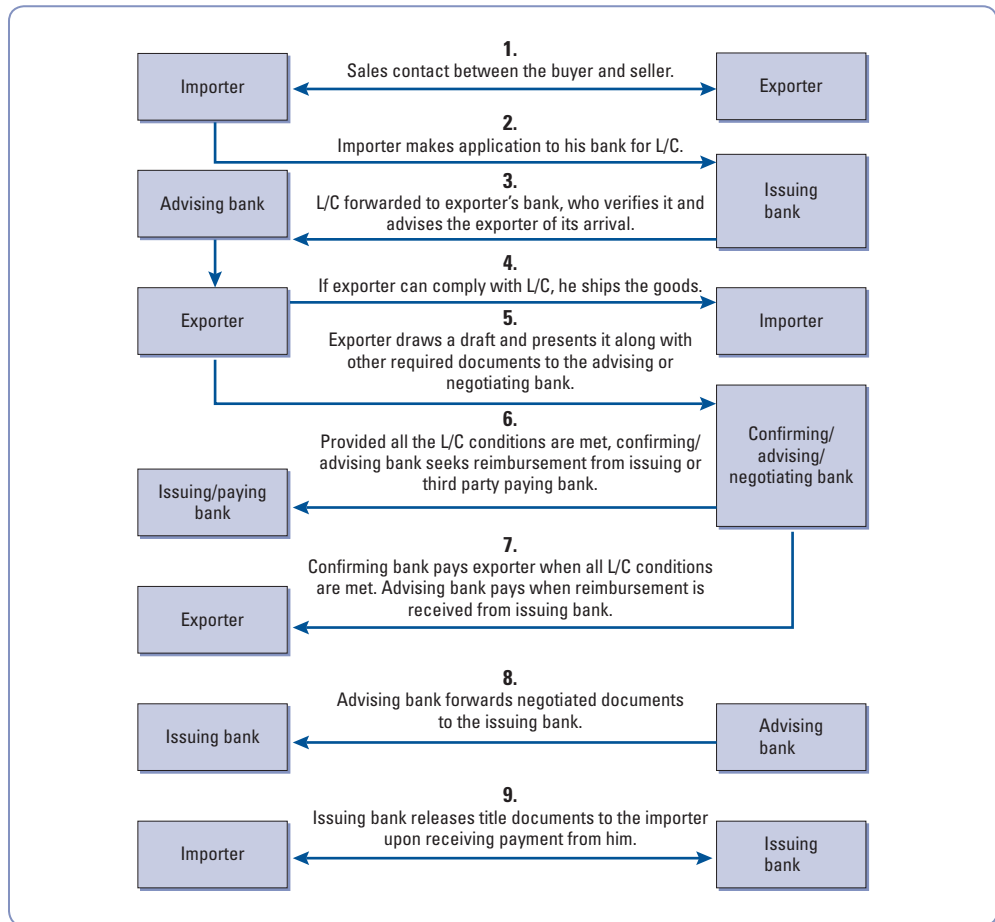 1.
Sales contact between the buyer and seller.
Importer
Exporter
2.
Importer makes application to his bank for L/C.
Advising bank
3.
L/C forwarded to exporter's bank, who verifies it and
advises the exporter of its arrival.
Issuing
bank
4.
If exporter can comply with L/C, he ships the goods.
Exporter
Importer
5.
Exporter draws a draft and presents it along with
other required documents to the advising or
negotiating bank.
6.
Provided all the L/C conditions are met, confirming/
advising bank seeks reimbursement from issuing or
third party paying bank.
Confirming/
advising/
negotiating bank
Issuing/paying
bank
7.
Confirming bank pays exporter when all L/C conditions
are met. Advising bank pays when reimbursement is
received from issuing bank.
Exporter
8.
Advising bank forwards negotiated documents
to the issuing bank.
Issuing bank
Advising
bank
9.
Issuing bank releases title documents to the importer
upon receiving payment from him.
Importer
Issuing
bank